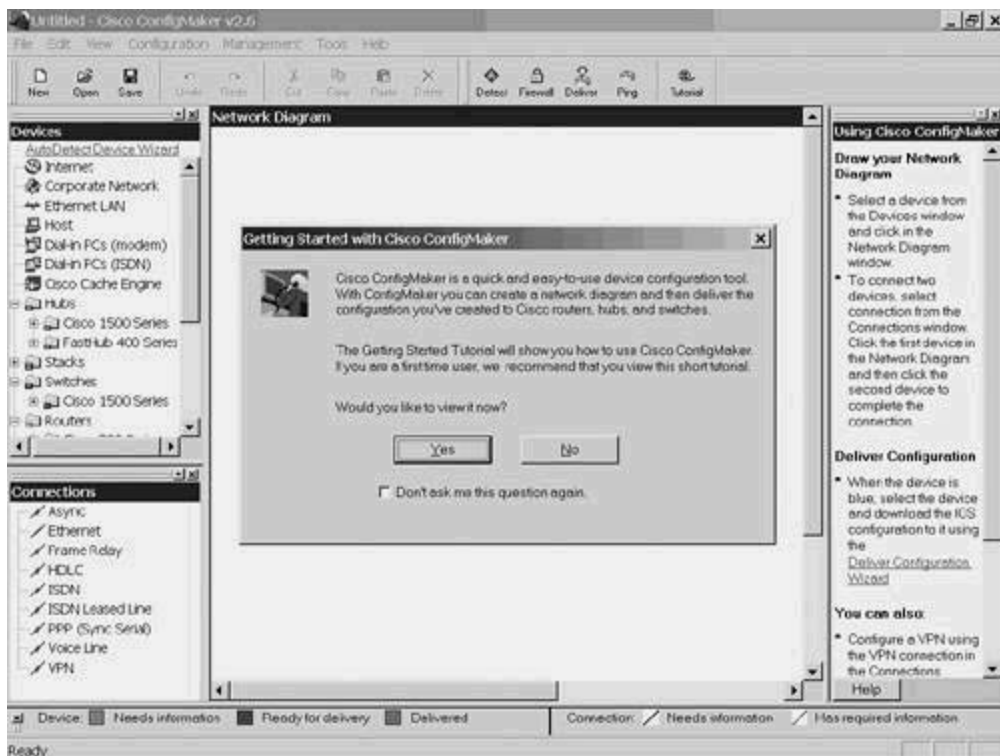 Untitled - Cisco ConfigMaker v2.6
File Edit View Configuration Management Tools Help
New Open Save Undo Redo Cut Copy Paste Delete Detect Firewall Deliver Ping Tutorial
Devices
AutoDetect Device Wizard
Internet
Corporate Network
Ethernet LAN
Host
Dial-in PCs (modem)
Dial-in PCs (ISDN)
Cisco Cache Engine
Hubs
Cisco 1500 Series
FastHub 400 Series
Stacks
Switches
Cisco 1500 Series
Routers
Connections
Async
Ethernet
Frame Relay
HDLC
ISDN
ISDN Leased Line
PPP (Sync Serial)
Voice Line
VPN
Network Diagram
Getting Started with Cisco ConfigMaker
Cisco ConfigMaker is a quick and easy-to-use device configuration tool.
With ConfigMaker you can create a network diagram and then deliver the
configuration you've created to Cisco routers, hubs, and switches.
The Getting Started Tutorial will show you how to use Cisco ConfigMaker.
If you are a first time user, we recommend that you view this short tutorial.
Would you like to view it now?
Yes
No
Don't ask me this question again.
Using Cisco ConfigMaker
Draw your Network
Diagram
Select a device from
the Devices window
and click in the
Network Diagram
window.
To connect two
devices, select
connection from the
Connections window.
Click the first device in
the Network Diagram
and then click the
second device to
complete the
connection.
Deliver Configuration
When the device is
blue, select the device
and download the IOS
configuration to it using
the
Deliver Configuration
Wizard
You can also:
Configure a VPN using
the VPN connection in
the Connections
Help
Device: Needs information Ready for delivery Delivered
Connection: Needs information Has required information
Ready